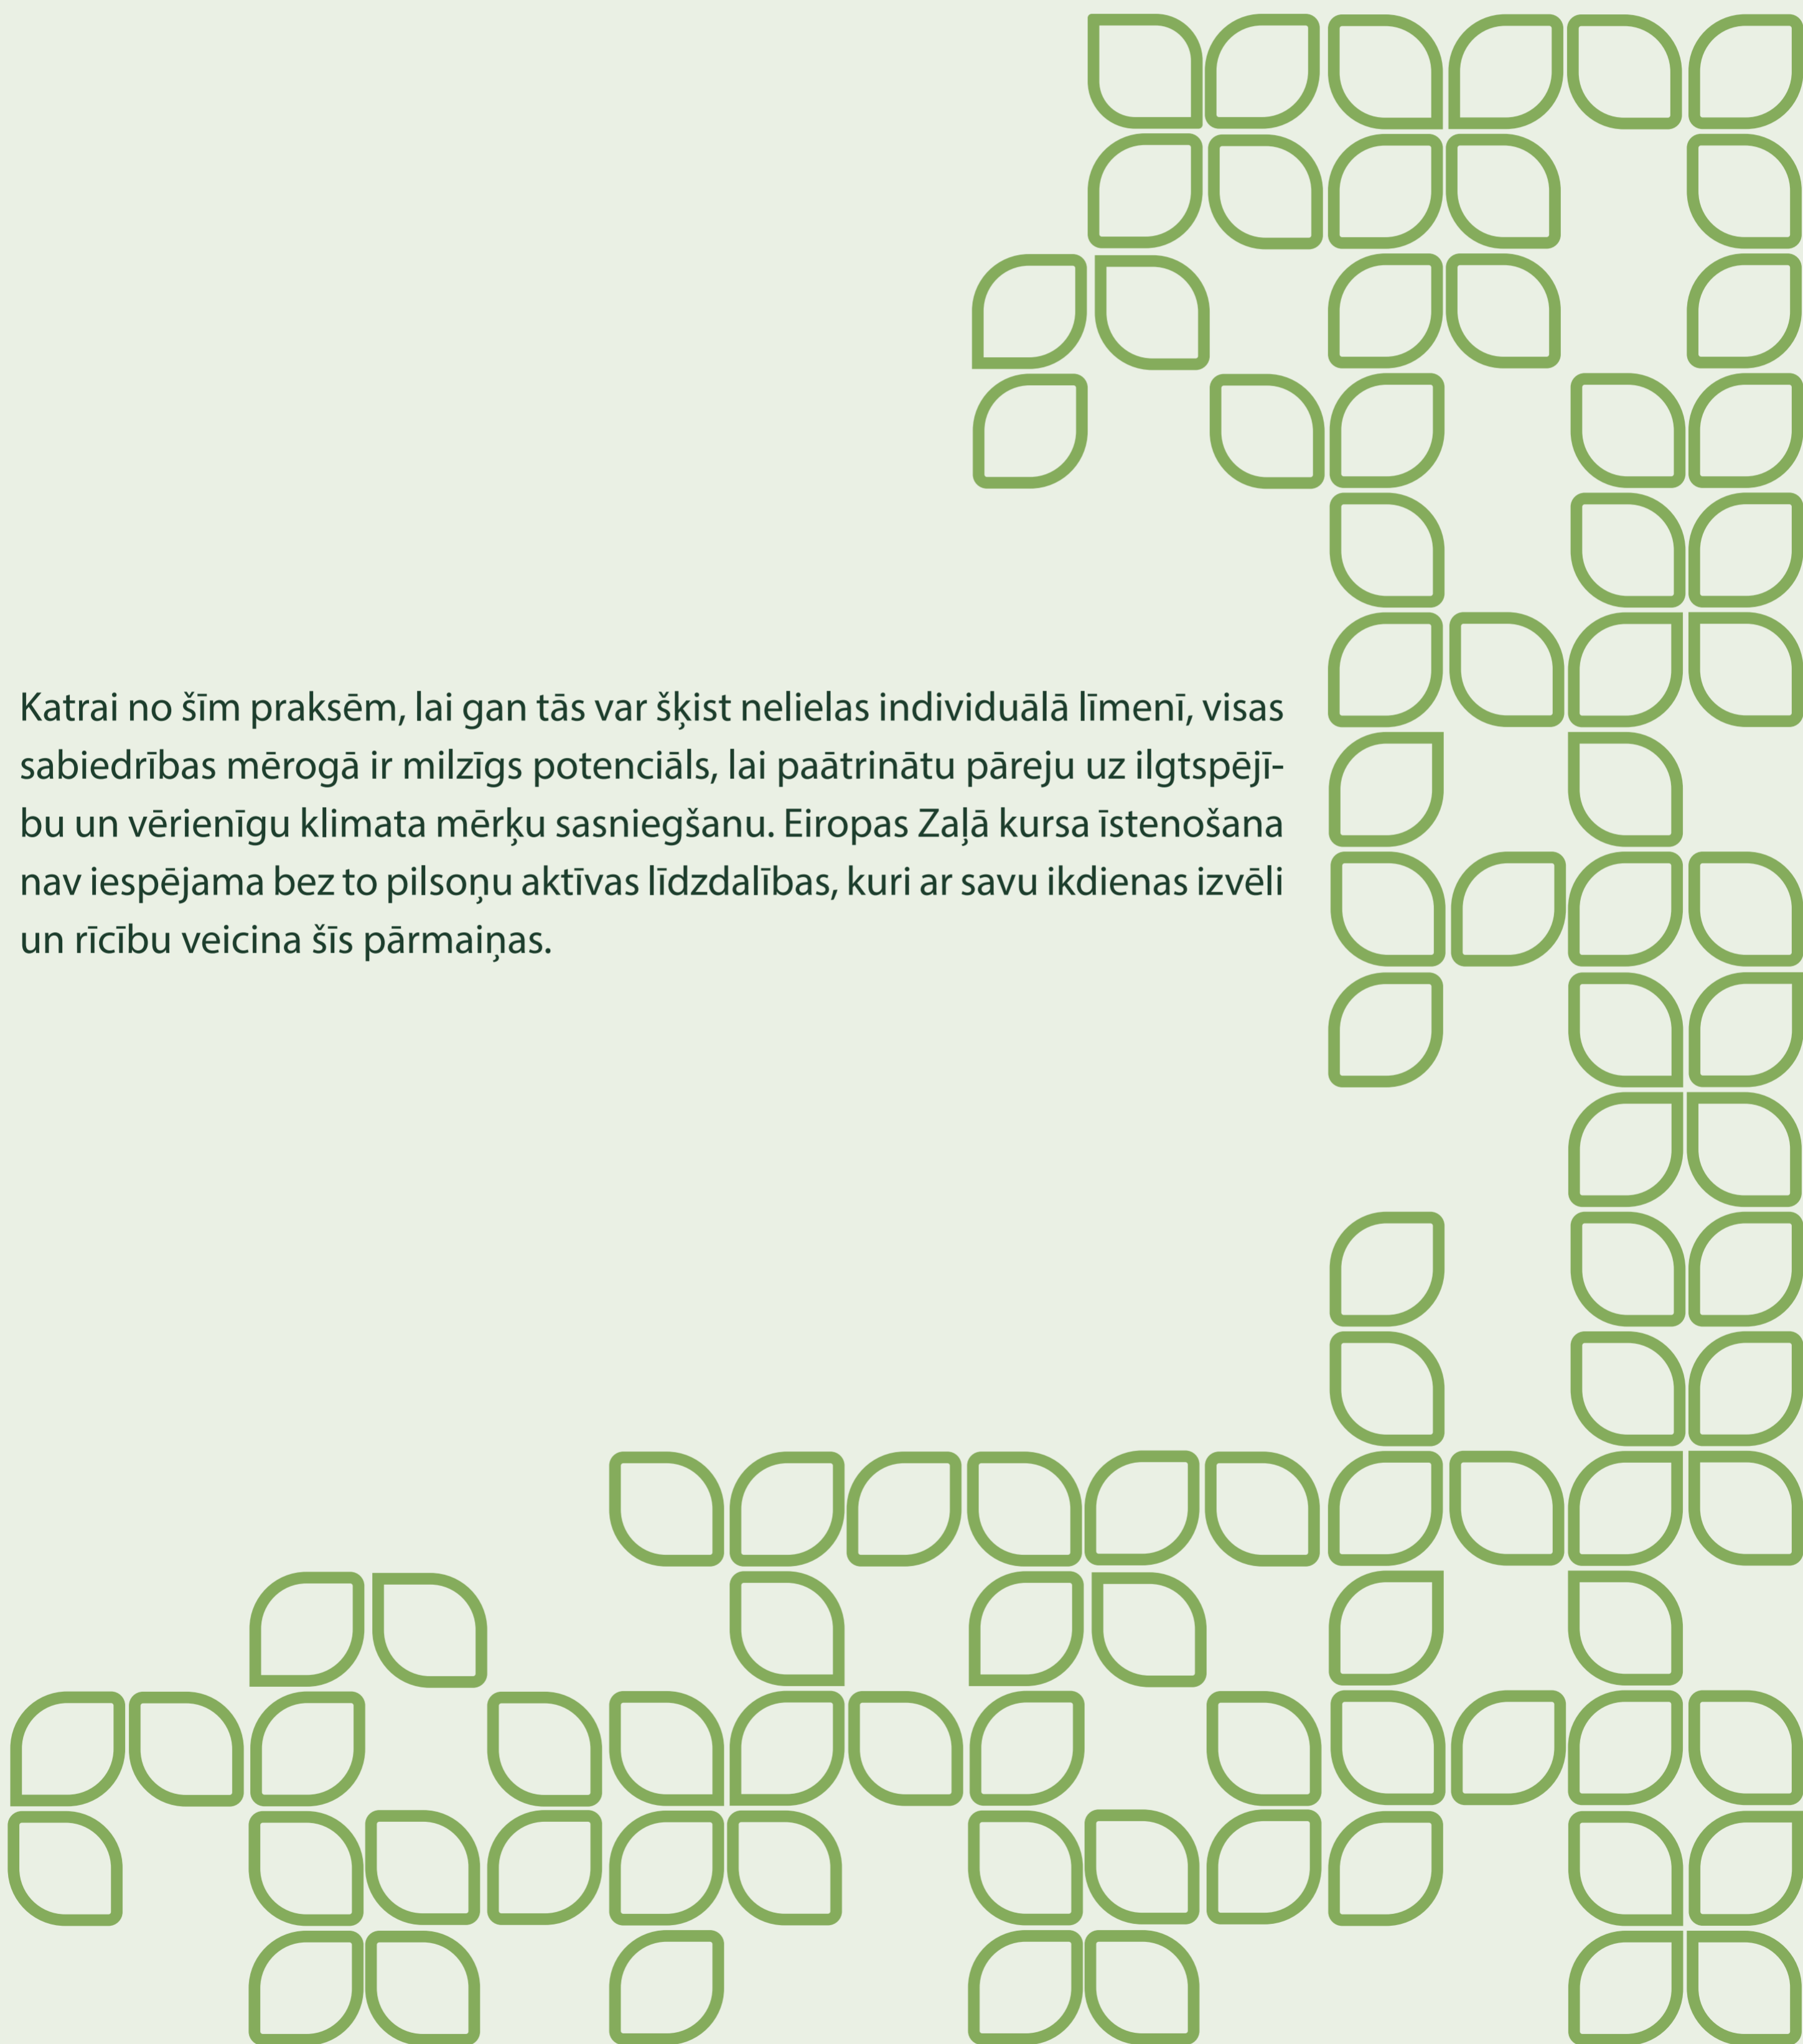 Katrai no šīm praksēm, lai gan tās var šķist nelielas individuālā līmenī, visas
sabiedrības mērogā ir milzīgs potenciāls, lai paātrinātu pāreju uz ilgtspējī-
bu un vērienīgu klimata mērķu sasniegšanu. Eiropas Zaļā kursa īstenošana
nav iespējama bez to pilsoņu aktīvas līdzdalības, kuri ar savu ikdienas izvēli
un rīcību veicina šīs pārmaiņas.